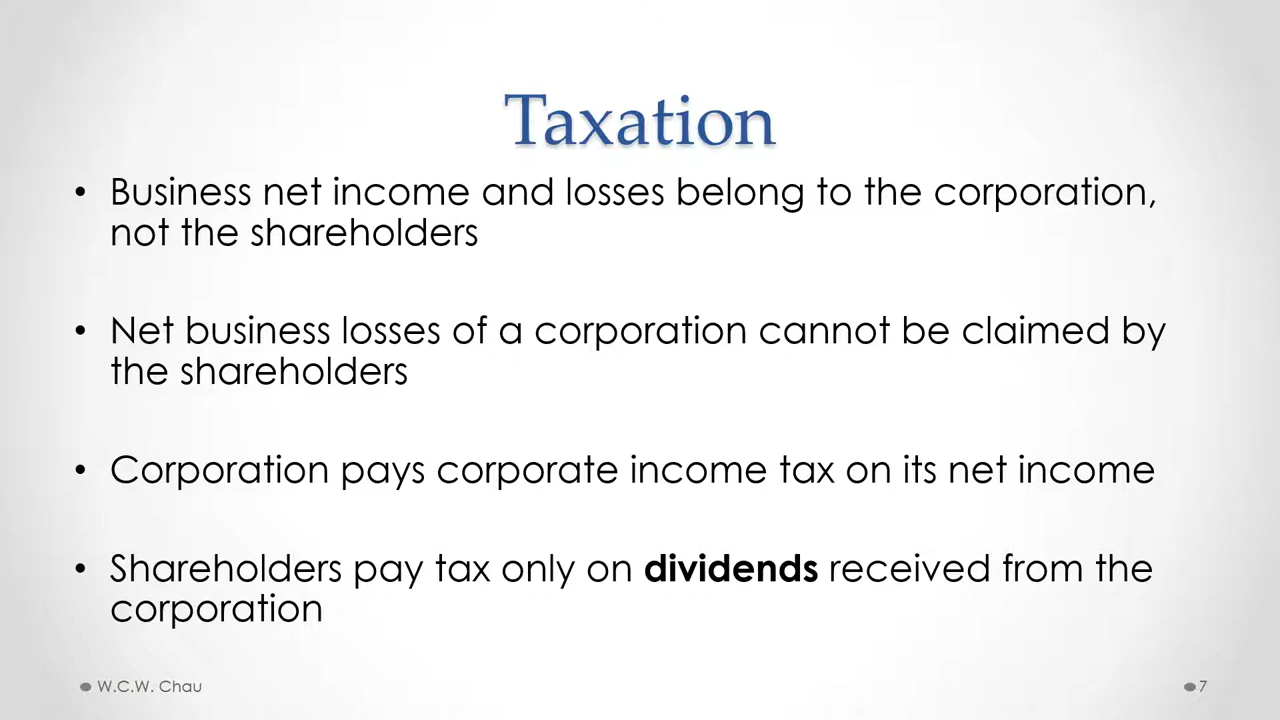 Taxation
• Business net income and losses belong to the corporation,
not the shareholders
• Net business losses of a corporation cannot be claimed by
the shareholders
• Corporation pays corporate income tax on its net income
• Shareholders pay tax only on dividends received from the
corporation
W.C.W. Chau
7